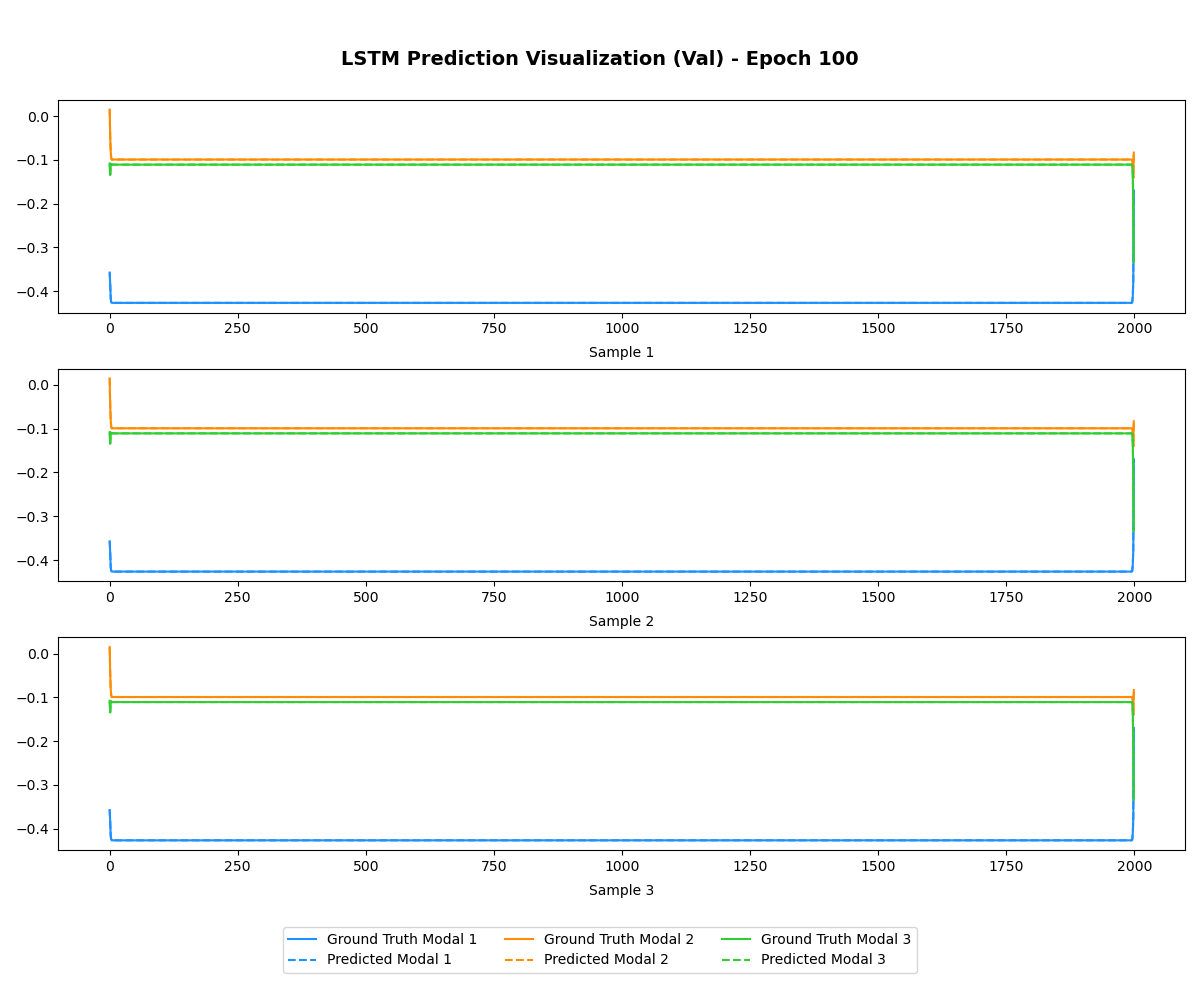 LSTM Prediction Visualization (Val) - Epoch 100
0.0
−0.1
−0.2
−0.3
−0.4
0 250 500 750 1000 1250 1500 1750 2000
Sample 1
0.0
−0.1
−0.2
−0.3
−0.4
0 250 500 750 1000 1250 1500 1750 2000
Sample 2
0.0
−0.1
−0.2
−0.3
−0.4
0 250 500 750 1000 1250 1500 1750 2000
Sample 3
Ground Truth Modal 1 Ground Truth Modal 2 Ground Truth Modal 3
Predicted Modal 1 Predicted Modal 2 Predicted Modal 3